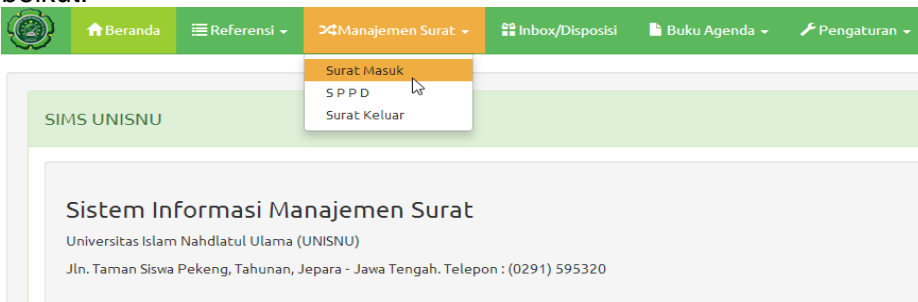 Beranda Referensi Manajemen Surat Inbox/Disposisi Buku Agenda Pengaturan
Surat Masuk
S P P D
Surat Keluar
SIMS UNISNU
Sistem Informasi Manajemen Surat
Universitas Islam Nahdlatul Ulama (UNISNU)
Jln. Taman Siswa Pekeng, Tahunan, Jepara - Jawa Tengah. Telepon : (0291) 595320